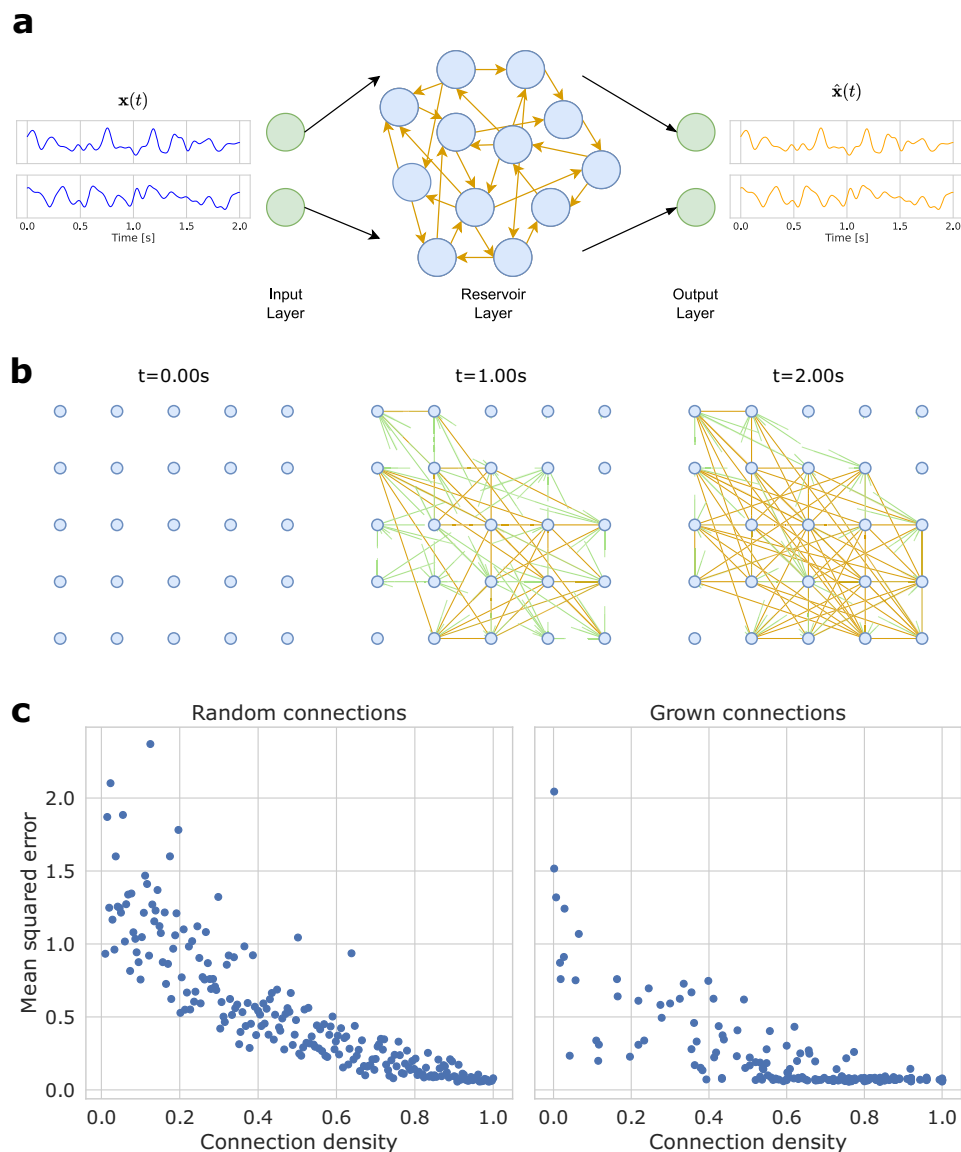 a
x(t)
x̂(t)
0.0 0.5 1.0 1.5 2.0
Time [s]
0.0 0.5 1.0 1.5 2.0
Time [s]
Input
Layer
Reservoir
Layer
Output
Layer
b
t=0.00s
t=1.00s
t=2.00s
c
Random connections
Grown connections
Mean squared error
2.0
1.5
1.0
0.5
0.0
0.0 0.2 0.4 0.6 0.8 1.0
0.0 0.2 0.4 0.6 0.8 1.0
Connection density
Connection density